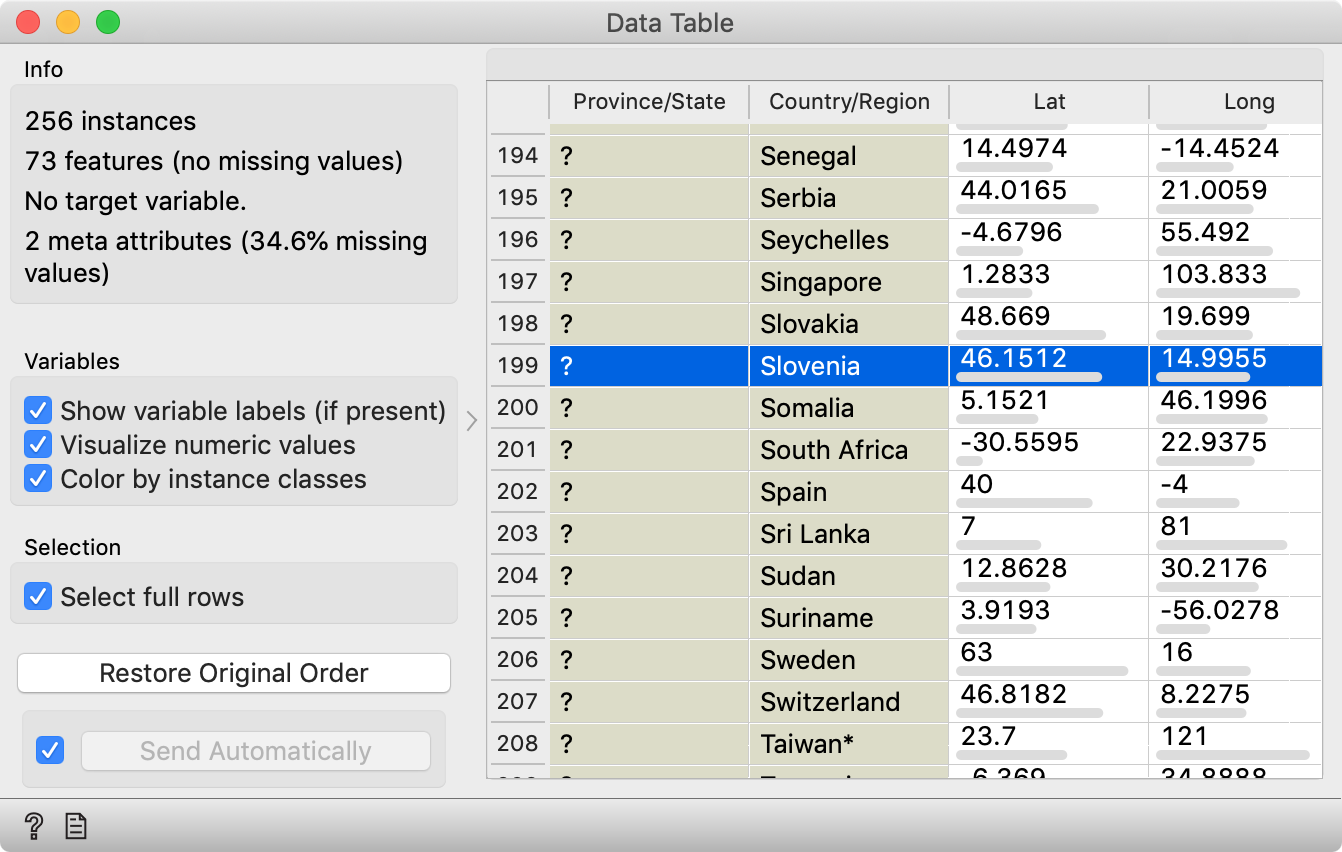 Data Table
Info
256 instances
73 features (no missing values)
No target variable.
2 meta attributes (34.6% missing
values)
Variables
Show variable labels (if present)
Visualize numeric values
Color by instance classes
Selection
Select full rows
Restore Original Order
Send Automatically
Province/State Country/Region Lat Long
194 ? Senegal 14.4974 -14.4524
195 ? Serbia 44.0165 21.0059
196 ? Seychelles -4.6796 55.492
197 ? Singapore 1.2833 103.833
198 ? Slovakia 48.669 19.699
199 ? Slovenia 46.1512 14.9955
200 ? Somalia 5.1521 46.1996
201 ? South Africa -30.5595 22.9375
202 ? Spain 40 -4
203 ? Sri Lanka 7 81
204 ? Sudan 12.8628 30.2176
205 ? Suriname 3.9193 -56.0278
206 ? Sweden 63 16
207 ? Switzerland 46.8182 8.2275
208 ? Taiwan* 23.7 121
-6.369 34.8888